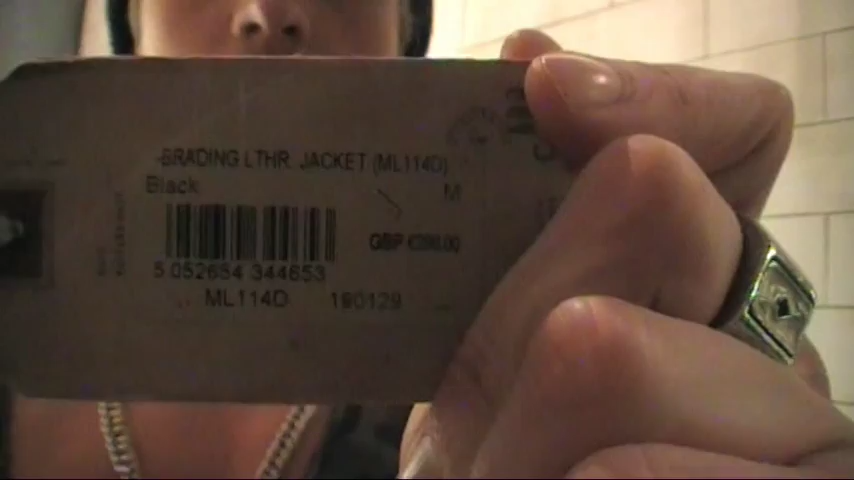 -BRADING LTHR. JACKET (ML114D)
Black
M
GBP
5 052654 344653
ML114D 190129